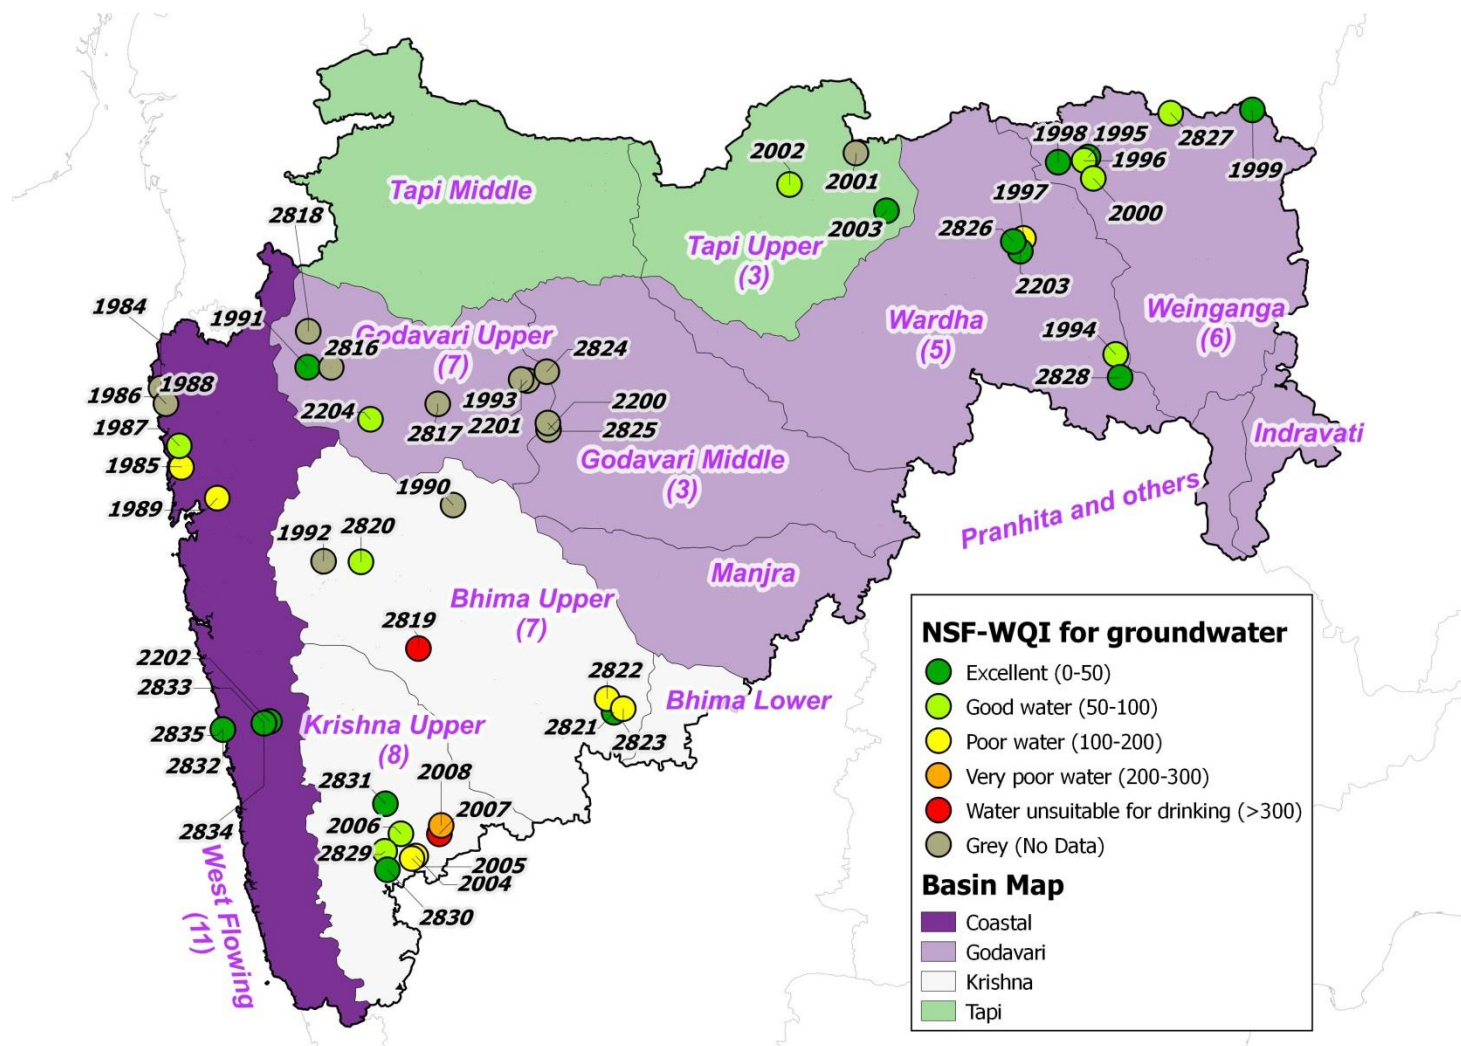 1998
1995
2827
2002
1996
1999
2001
Tapi Middle
1997
2000
2818
2003
2826
Tapi Upper
(3)
2203
1984
1991
Godavari Upper
(7)
2816
2824
Wardha
(5)
Weinganga
(6)
1994
1986
1988
1993
2828
2204
2817
2201
2200
2825
1987
Indravati
1985
Godavari Middle
(3)
1990
1989
Pranhita and others
1992
2820
Manjra
Bhima Upper
(7)
2819
2202
2822
2833
Bhima Lower
Krishna Upper
(8)
2821
2823
2835
2832
2831
2008
2007
2834
2006
2829
2005
2004
2830
West Flowing
(11)
NSF-WQI for groundwater
Excellent (0-50)
Good water (50-100)
Poor water (100-200)
Very poor water (200-300)
Water unsuitable for drinking (>300)
Grey (No Data)
Basin Map
Coastal
Godavari
Krishna
Tapi